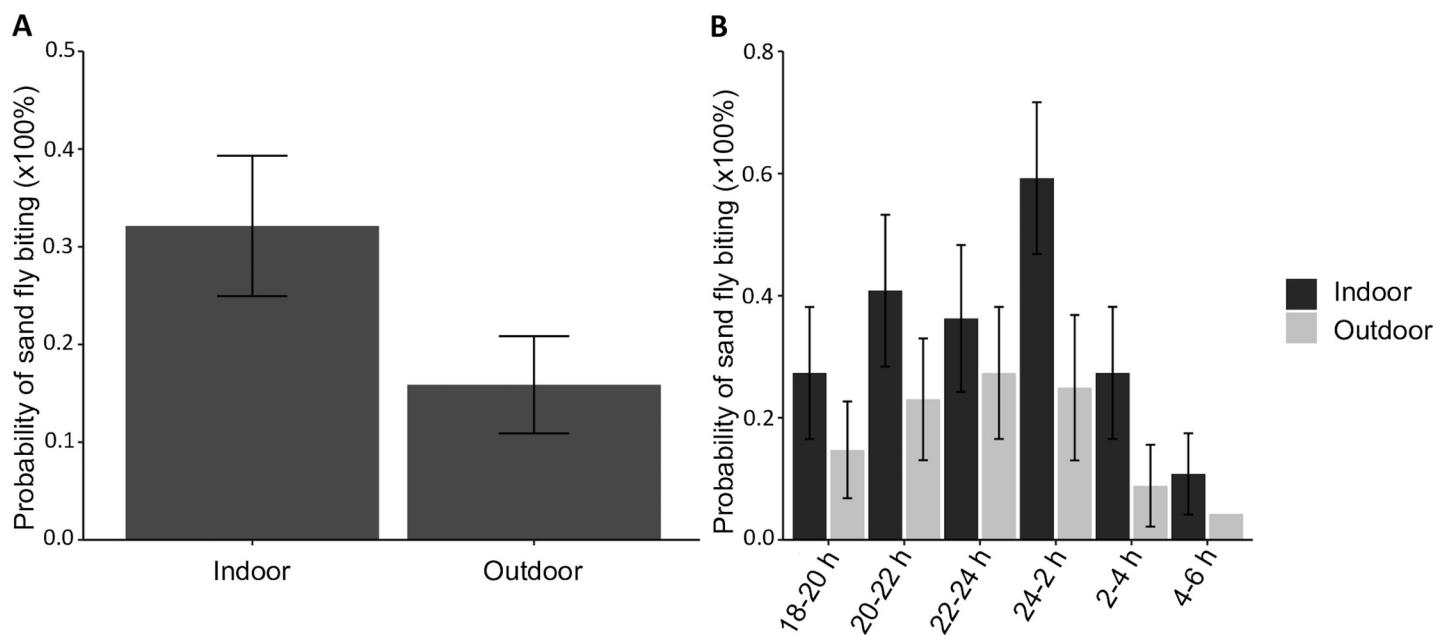 A
Probability of sand fly biting (x100%)
0.5
0.4
0.3
0.2
0.1
0.0
Indoor
Outdoor
B
Probability of sand fly biting (x100%)
0.8
0.6
0.4
0.2
0.0
18-20 h
20-22 h
22-24 h
24-2 h
2-4 h
4-6 h
Indoor
Outdoor